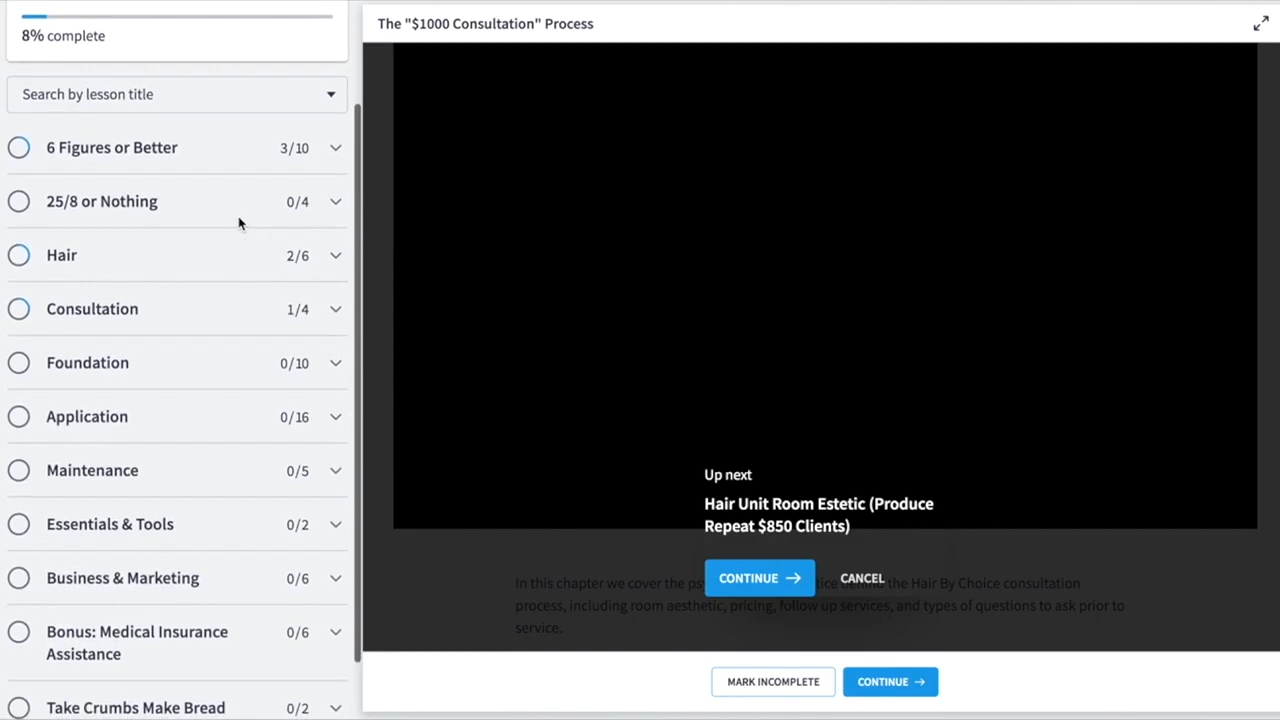 8% complete
Search by lesson title
6 Figures or Better 3/10
25/8 or Nothing 0/4
Hair 2/6
Consultation 1/4
Foundation 0/10
Application 0/16
Maintenance 0/5
Essentials & Tools 0/2
Business & Marketing 0/6
Bonus: Medical Insurance 0/6
Assistance
Take Crumbs Make Bread 0/2
The "$1000 Consultation" Process
Up next
Hair Unit Room Estetic (Produce
Repeat $850 Clients)
CONTINUE →
CANCEL
In this chapter we cover the the Hair By Choice consultation
process, including room aesthetic, pricing, follow up services, and types of questions to ask prior to
service.
MARK INCOMPLETE
CONTINUE →